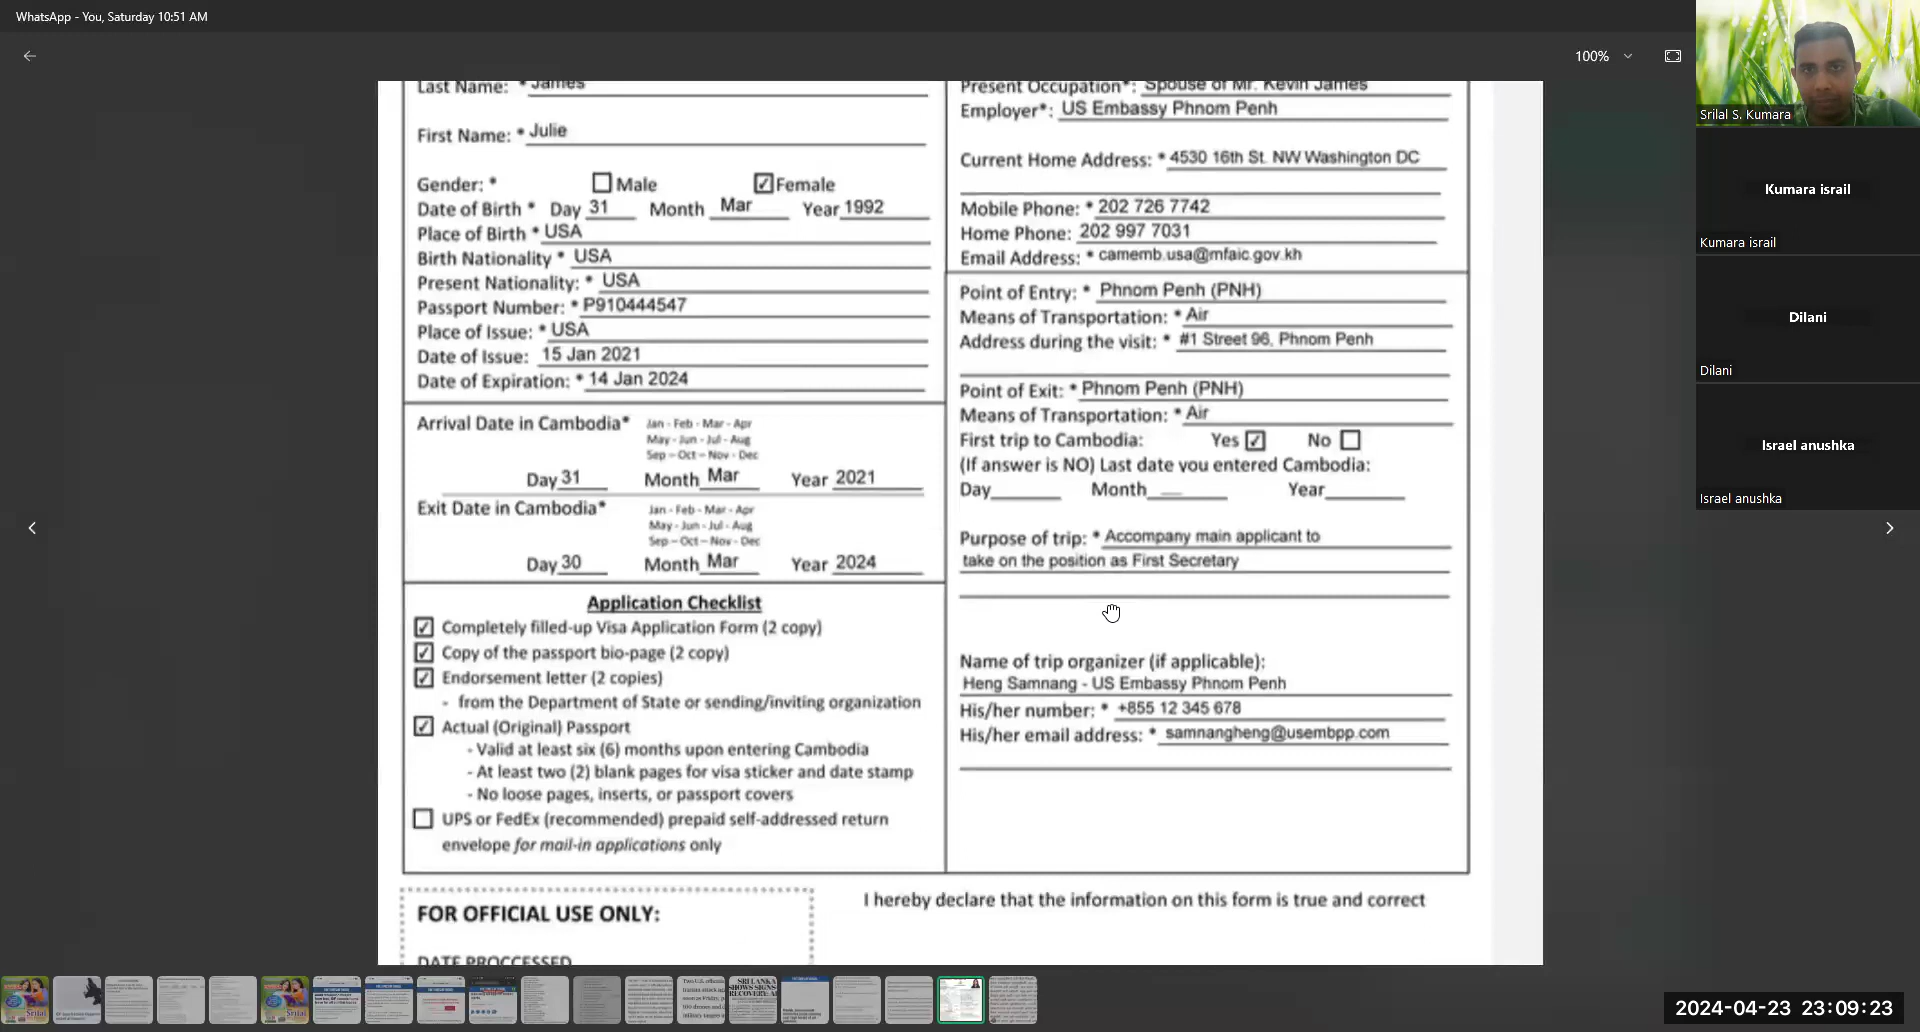 WhatsApp - You, Saturday 10:51 AM
100%
Last Name: * James
First Name: * Julie
Gender: * Male Female
Date of Birth * Day 31 Month Mar Year 1992
Place of Birth * USA
Birth Nationality * USA
Present Nationality: * USA
Passport Number: * P910444547
Place of Issue: * USA
Date of Issue: 15 Jan 2021
Date of Expiration: * 14 Jan 2024
Arrival Date in Cambodia*
Jan - Feb - Mar - Apr
May - Jun - Jul - Aug
Sep – Oct – Nov - Dec
Day 31 Month Mar Year 2021
Exit Date in Cambodia*
Jan - Feb - Mar - Apr
May - Jun - Jul - Aug
Sep – Oct – Nov - Dec
Day 30 Month Mar Year 2024
Application Checklist
Completely filled-up Visa Application Form (2 copy)
Copy of the passport bio-page (2 copy)
Endorsement letter (2 copies)
- from the Department of State or sending/inviting organization
Actual (Original) Passport
- Valid at least six (6) months upon entering Cambodia
- At least two (2) blank pages for visa sticker and date stamp
- No loose pages, inserts, or passport covers
UPS or FedEx (recommended) prepaid self-addressed return
envelope for mail-in applications only
Present Occupation*: Spouse of Mr. Kevin James
Employer*: US Embassy Phnom Penh
Current Home Address: * 4530 16th St. NW Washington DC
Mobile Phone: * 202 726 7742
Home Phone: 202 997 7031
Email Address: * camemb.usa@mfaic.gov.kh
Point of Entry: * Phnom Penh (PNH)
Means of Transportation: * Air
Address during the visit: * #1 Street 96, Phnom Penh
Point of Exit: * Phnom Penh (PNH)
Means of Transportation: * Air
First trip to Cambodia: Yes No
(If answer is NO) Last date you entered Cambodia:
Day Month Year
Purpose of trip: * Accompany main applicant to
take on the position as First Secretary
Name of trip organizer (if applicable):
Heng Samnang - US Embassy Phnom Penh
His/her number: * +855 12 345 678
His/her email address: * samnangheng@usembpp.com
FOR OFFICIAL USE ONLY:
DATE PROCCESSED
I hereby declare that the information on this form is true and correct
Srilal S. Kumara
Kumara israil
Kumara israil
Dilani
Dilani
Israel anushka
Israel anushka
2024-04-23 23:09:23